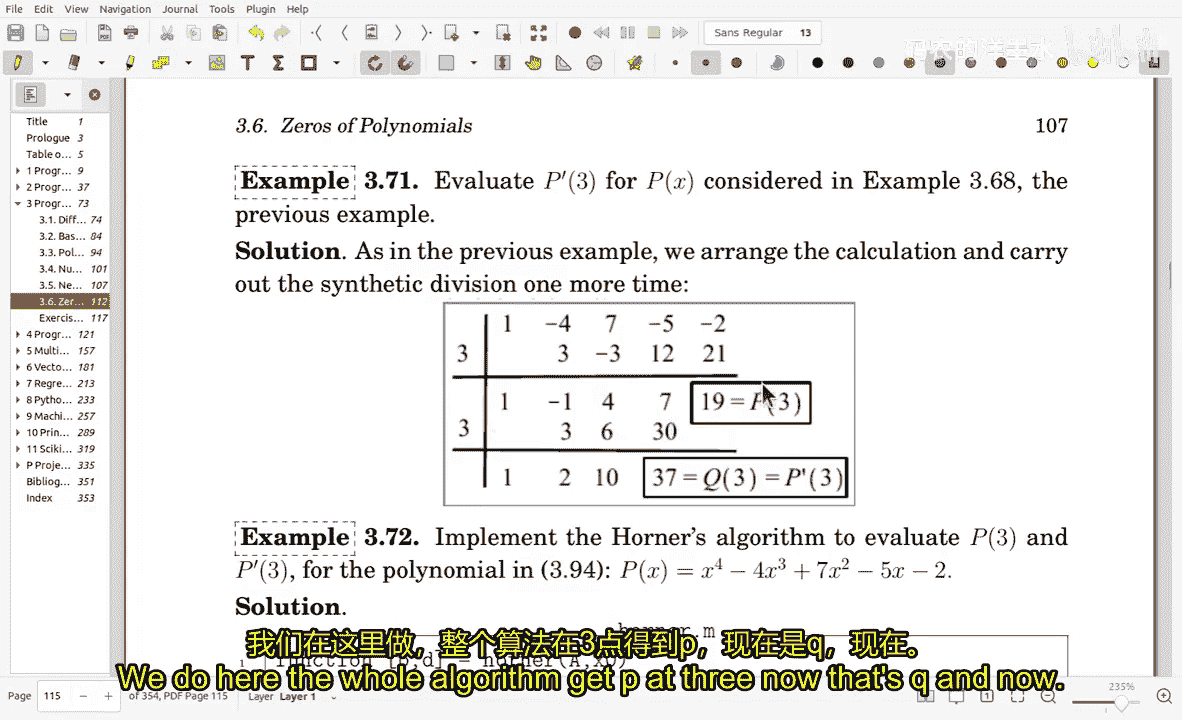 File Edit View Navigation Journal Tools Plugin Help
Sans Regular 13
3.6. Zeros of Polynomials 107
Title 1
Prologue 3
Table o... 5
1 Progr... 9
2 Progr... 37
3 Progr... 73
3.1. Diff... 74
3.2. Bas... 84
3.3. Pol... 94
3.4. Nu... 101
3.5. Ne... 107
3.6. Zer... 112
Exercis... 117
4 Progr... 121
5 Multi... 157
6 Vecto... 181
7 Regre... 213
8 Pytho... 233
9 Machi... 257
10 Prin... 289
11 Sciki... 319
P Proje... 335
Bibliog... 351
Index 353
Example 3.71. Evaluate P′(3) for P(x) considered in Example 3.68, the
previous example.
Solution. As in the previous example, we arrange the calculation and carry
out the synthetic division one more time:
1 −4 7 −5 −2
3 3 −3 12 21
1 −1 4 7 19 = P(3)
3 3 6 30
1 2 10 37 = Q(3) = P'(3)
Example 3.72. Implement the Horner's algorithm to evaluate P(3) and
P′(3), for the polynomial in (3.94): P(x) = x⁴ − 4x³ + 7x² − 5x − 2.
Solution.
horner.m
1 function [p,d] = horner(A,x0)
我们在这里做，整个算法在3点得到p，现在是q，现在。
We do here the whole algorithm get p at three now that's q and now.
Page 115 of 354, PDF Page 115 Layer Layer 1 235%